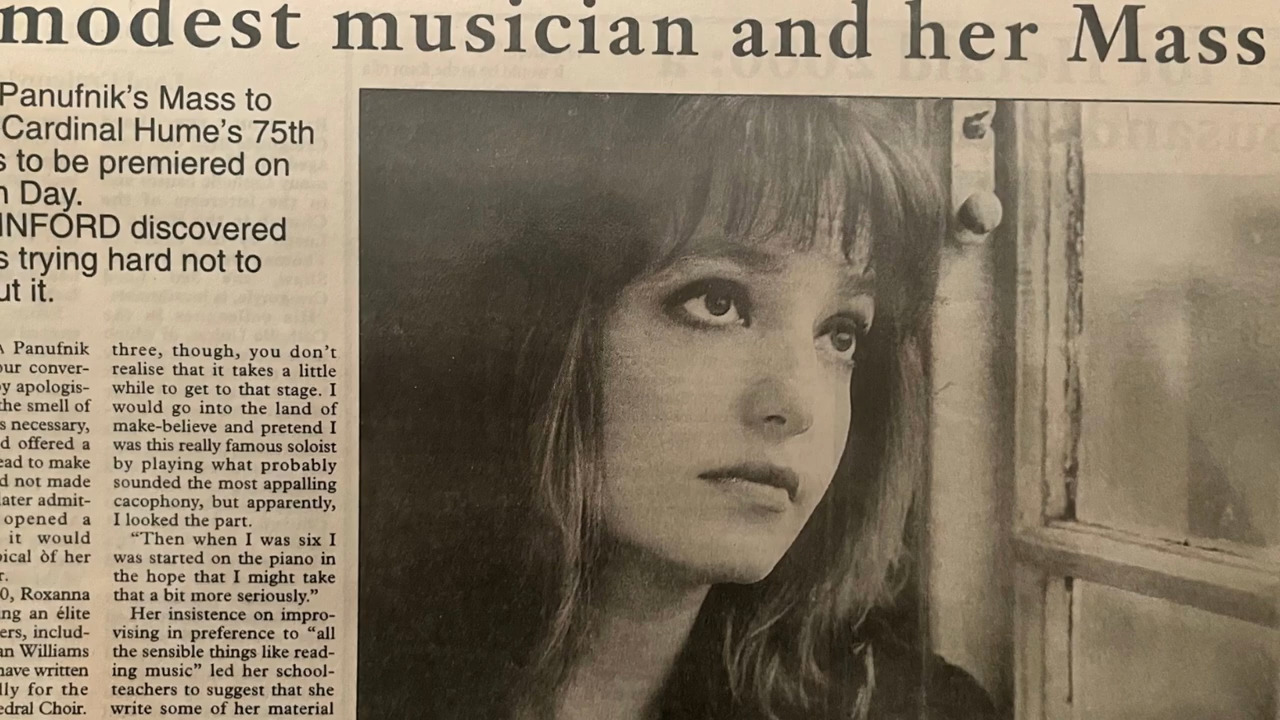 modest musician and her Mass
Panufnik's Mass to
Cardinal Hume's 75th
s to be premiered on
n Day.
INFORD discovered
s trying hard not to
ut it.
A Panufnik
our conver-
by apologis-
the smell of
s necessary,
d offered a
ead to make
d not made
later admit-
opened a
it would
pical of her
r.
0, Roxanna
ng an élite
ers, includ-
an Williams
have written
lly for the
edral Choir.
three, though, you don't
realise that it takes a little
while to get to that stage. I
would go into the land of
make-believe and pretend I
was this really famous soloist
by playing what probably
sounded the most appalling
cacophony, but apparently,
I looked the part.
"Then when I was six I
was started on the piano in
the hope that I might take
that a bit more seriously."
Her insistence on impro-
vising in preference to "all
the sensible things like read-
ing music" led her school-
teachers to suggest that she
write some of her material